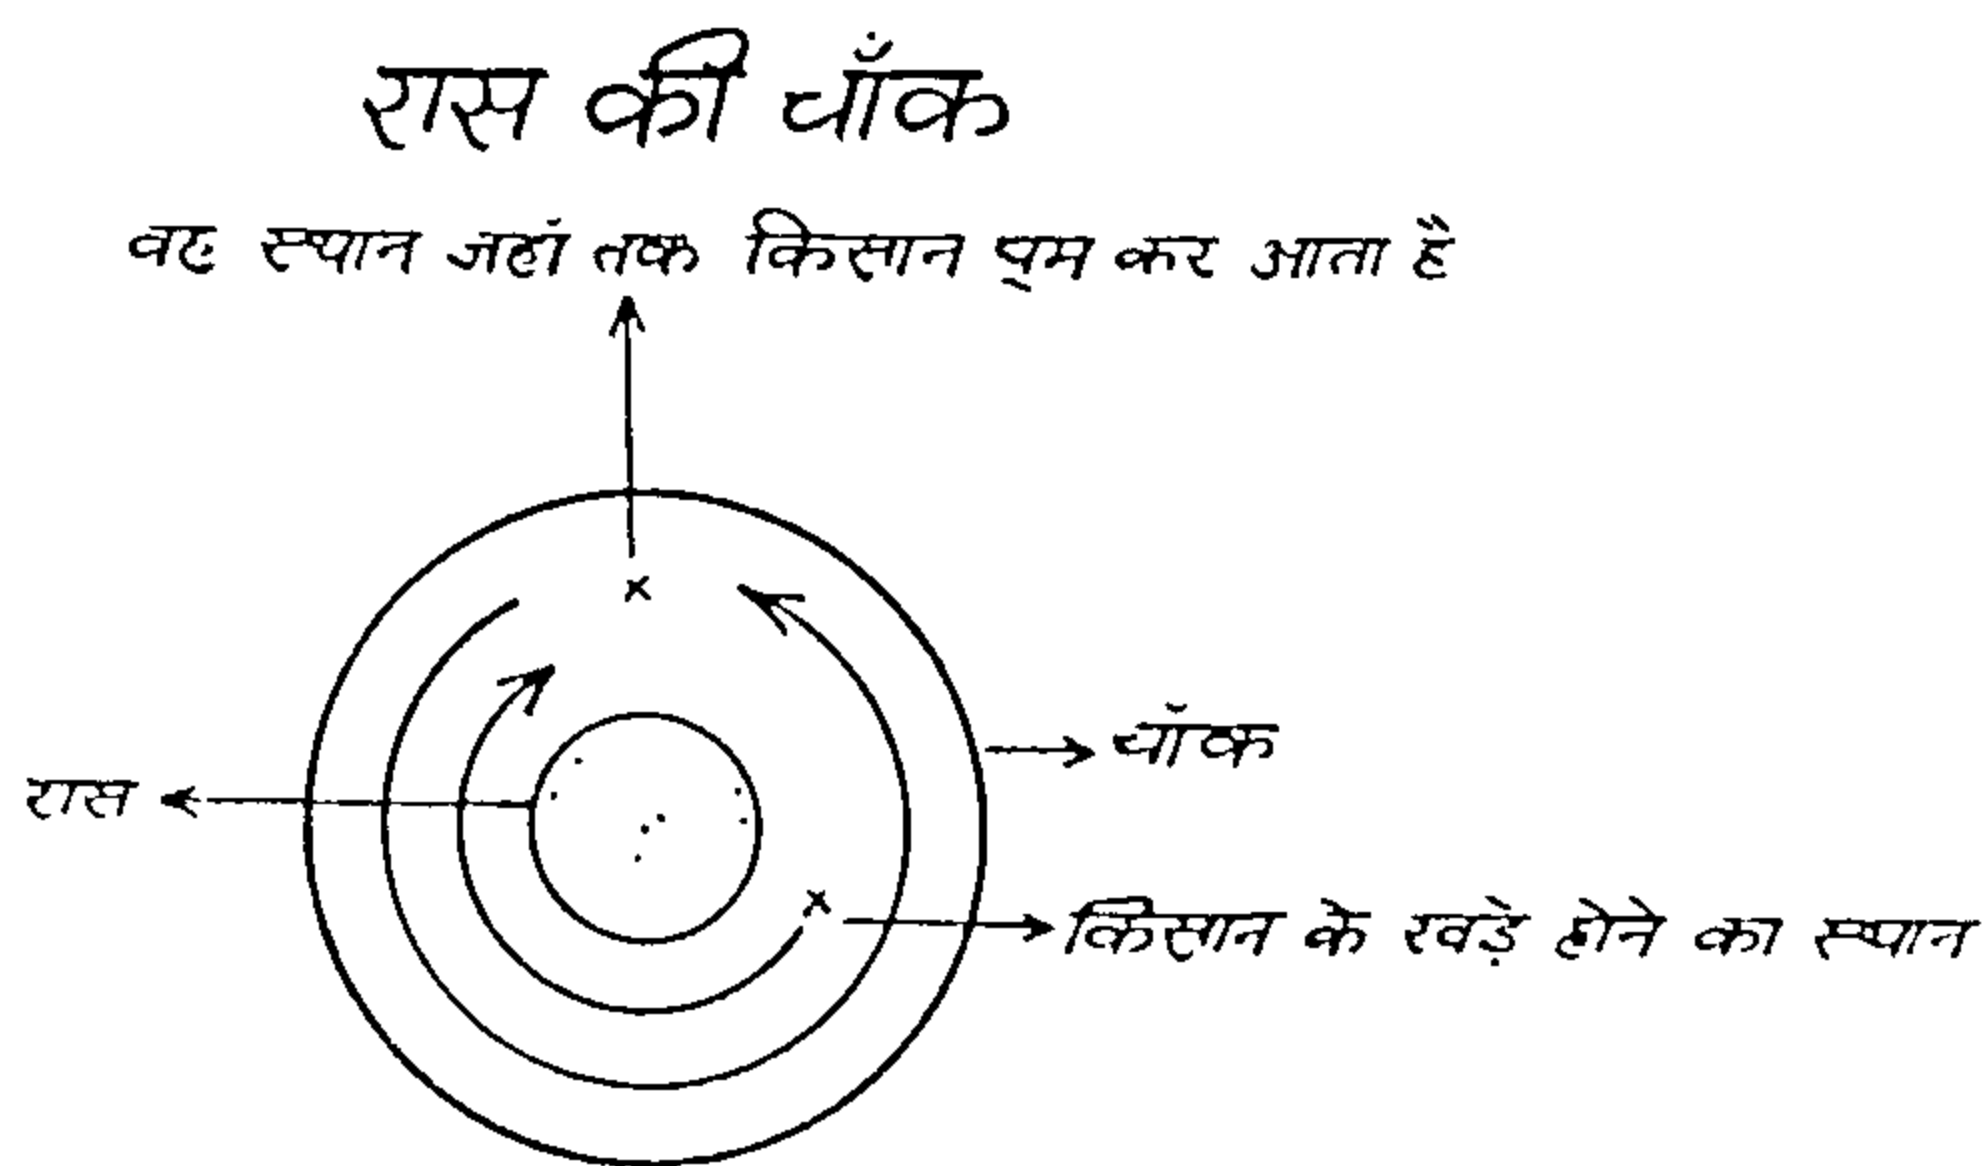 रास की चाँक
वह स्थान जहाँ तक किसान घूम कर आता है
चाँक
रास
किसान के खड़े होने का स्थान